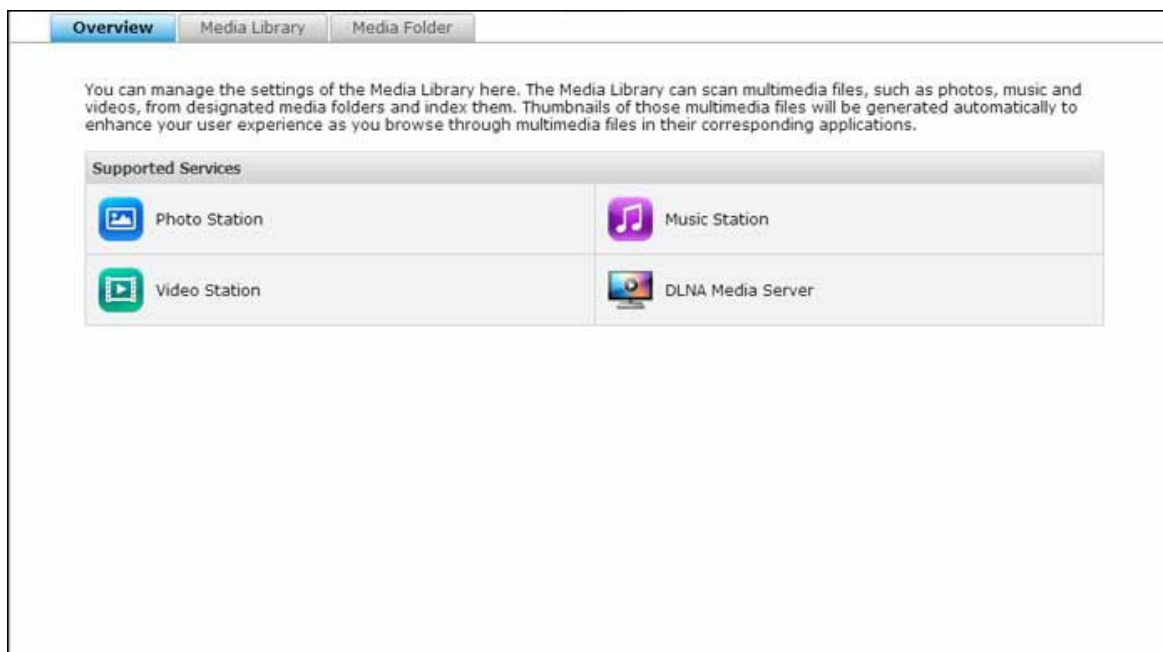 Overview
Media Library
Media Folder
You can manage the settings of the Media Library here. The Media Library can scan multimedia files, such as photos, music and
videos, from designated media folders and index them. Thumbnails of those multimedia files will be generated automatically to
enhance your user experience as you browse through multimedia files in their corresponding applications.
Supported Services
Photo Station
Music Station
Video Station
DLNA Media Server